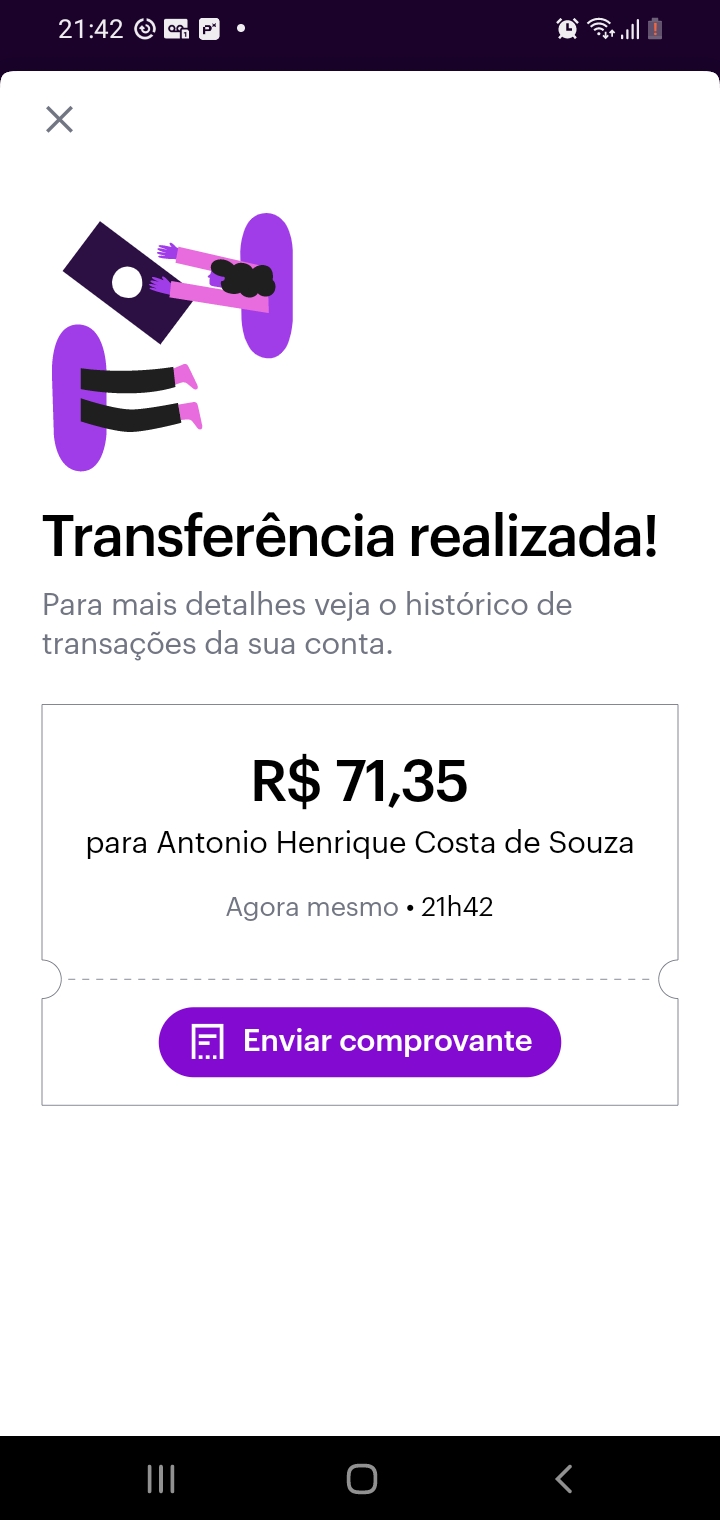 21:42
Transferência realizada!
Para mais detalhes veja o histórico de
transações da sua conta.
R$ 71,35
para Antonio Henrique Costa de Souza
Agora mesmo • 21h42
Enviar comprovante